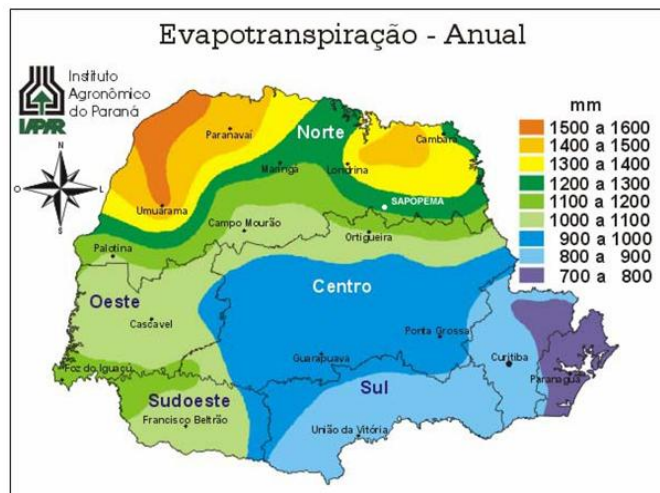 Evapotranspiração - Anual
Instituto
Agronômico
do Paraná
IAPAR
N
O
L
S
mm
1500 a 1600
1400 a 1500
1300 a 1400
1200 a 1300
1100 a 1200
1000 a 1100
900 a 1000
800 a 900
700 a 800
Norte
Paranavaí
Cambará
Maringá
Londrina
Umuarama
SAPOPEMA
Campo Mourão
Ortigueira
Palotina
Oeste
Centro
Cascavel
Ponta Grossa
Guarapuava
Curitiba
Foz do Iguaçú
Paranaguá
Sudoeste
Sul
Francisco Beltrão
União da Vitória